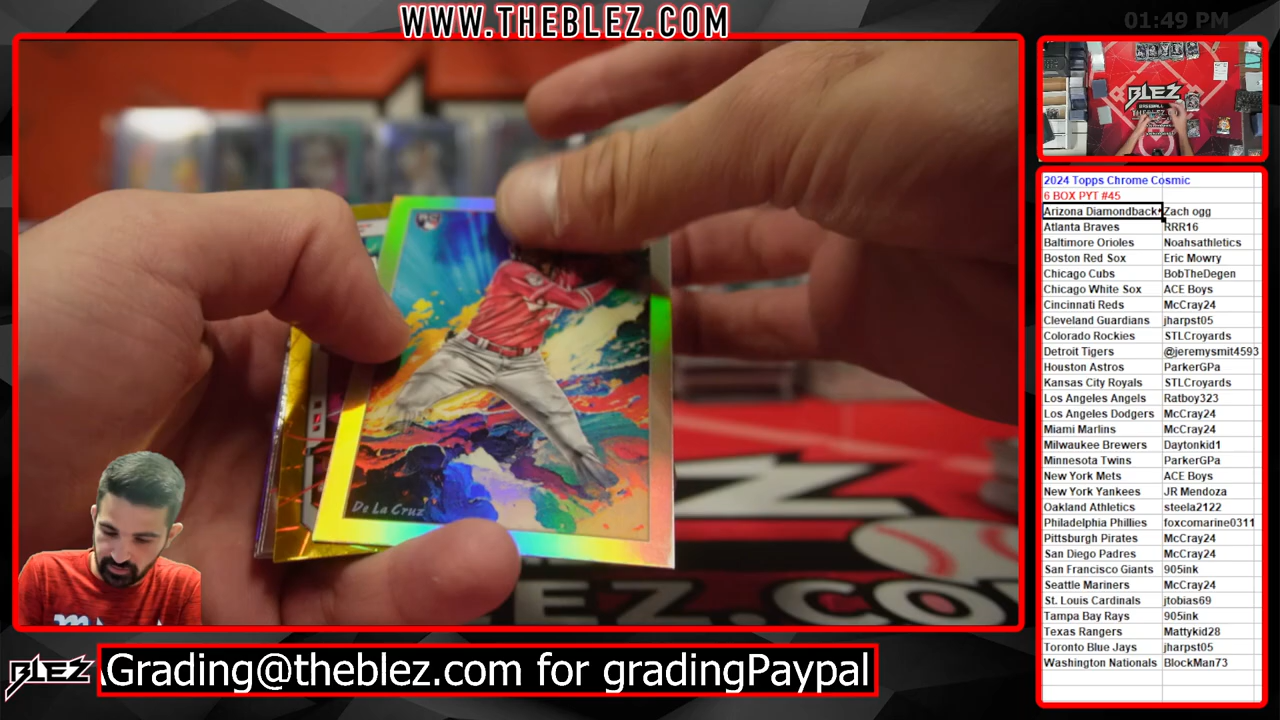 WWW.THEBLEZ.COM
01:49 PM
BLEZ
RC
De La Cruz
BLEZ.CO
2024 Topps Chrome Cosmic
6 BOX PYT #45
Arizona Diamondback Zach ogg
Atlanta Braves RRR16
Baltimore Orioles Noahsathletics
Boston Red Sox Eric Mowry
Chicago Cubs BobTheDegen
Chicago White Sox ACE Boys
Cincinnati Reds McCray24
Cleveland Guardians jharpst05
Colorado Rockies STLCroyards
Detroit Tigers @jeremysmit4593
Houston Astros ParkerGPa
Kansas City Royals STLCroyards
Los Angeles Angels Ratboy323
Los Angeles Dodgers McCray24
Miami Marlins McCray24
Milwaukee Brewers Daytonkid1
Minnesota Twins ParkerGPa
New York Mets ACE Boys
New York Yankees JR Mendoza
Oakland Athletics steela2122
Philadelphia Phillies foxcomarine0311
Pittsburgh Pirates McCray24
San Diego Padres McCray24
San Francisco Giants 905ink
Seattle Mariners McCray24
St. Louis Cardinals jtobias69
Tampa Bay Rays 905ink
Texas Rangers Mattykid28
Toronto Blue Jays jharpst05
Washington Nationals BlockMan73
BLEZ
Grading@theblez.com for gradingPaypal